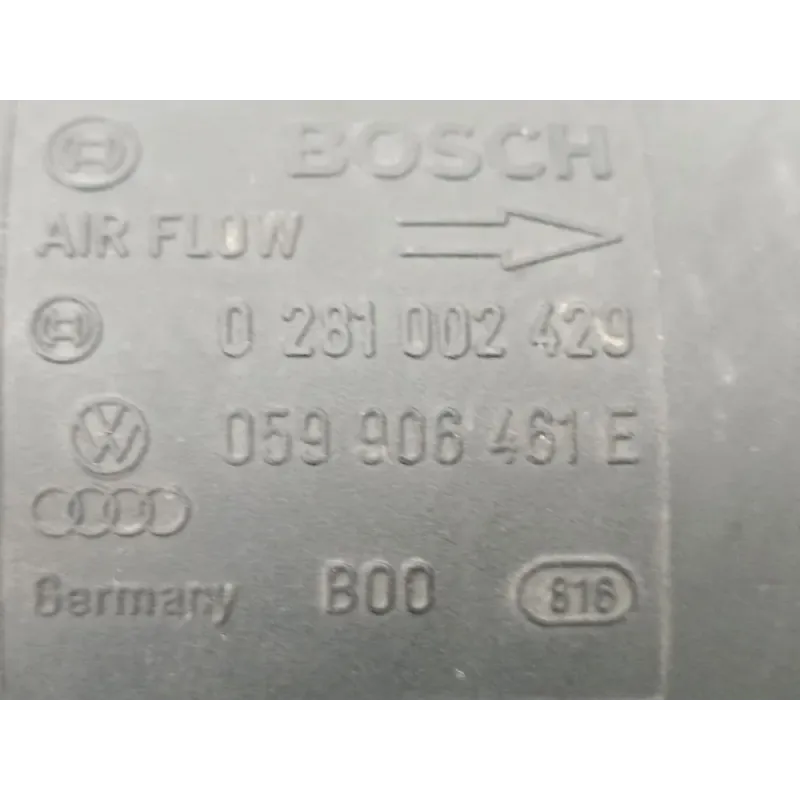 BOSCH
AIR FLOW
0 281 002 429
059 906 461 E
Germany B00 816